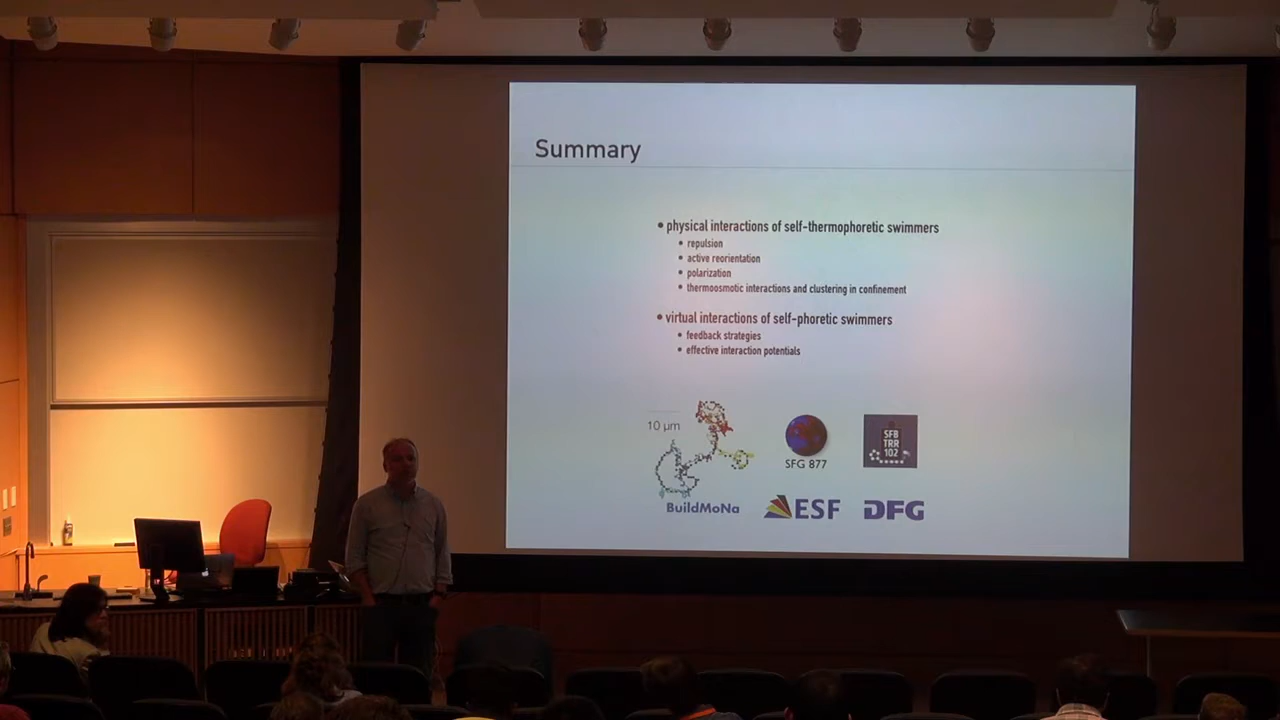 Summary
• physical interactions of self-thermophoretic swimmers
• repulsion
• active reorientation
• polarization
• thermoosmotic interactions and clustering in confinement
• virtual interactions of self-phoretic swimmers
• feedback strategies
• effective interaction potentials
10 µm
SFG 877
SFB
TRR
102
BuildMoNa
ESF
DFG